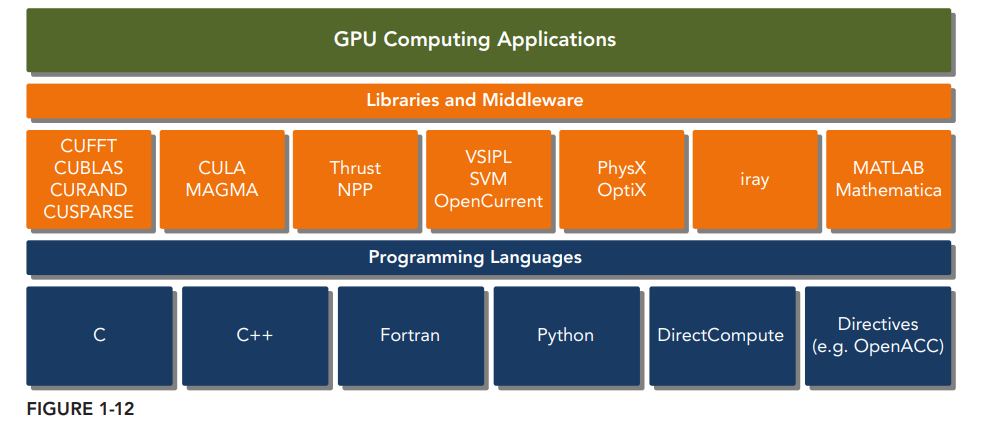 GPU Computing Applications
Libraries and Middleware
CUFFT
CUBLAS
CURAND
CUSPARSE
CULA
MAGMA
Thrust
NPP
VSIPL
SVM
OpenCurrent
PhysX
OptiX
iray
MATLAB
Mathematica
Programming Languages
C
C++
Fortran
Python
DirectCompute
Directives
(e.g. OpenACC)
FIGURE 1-12